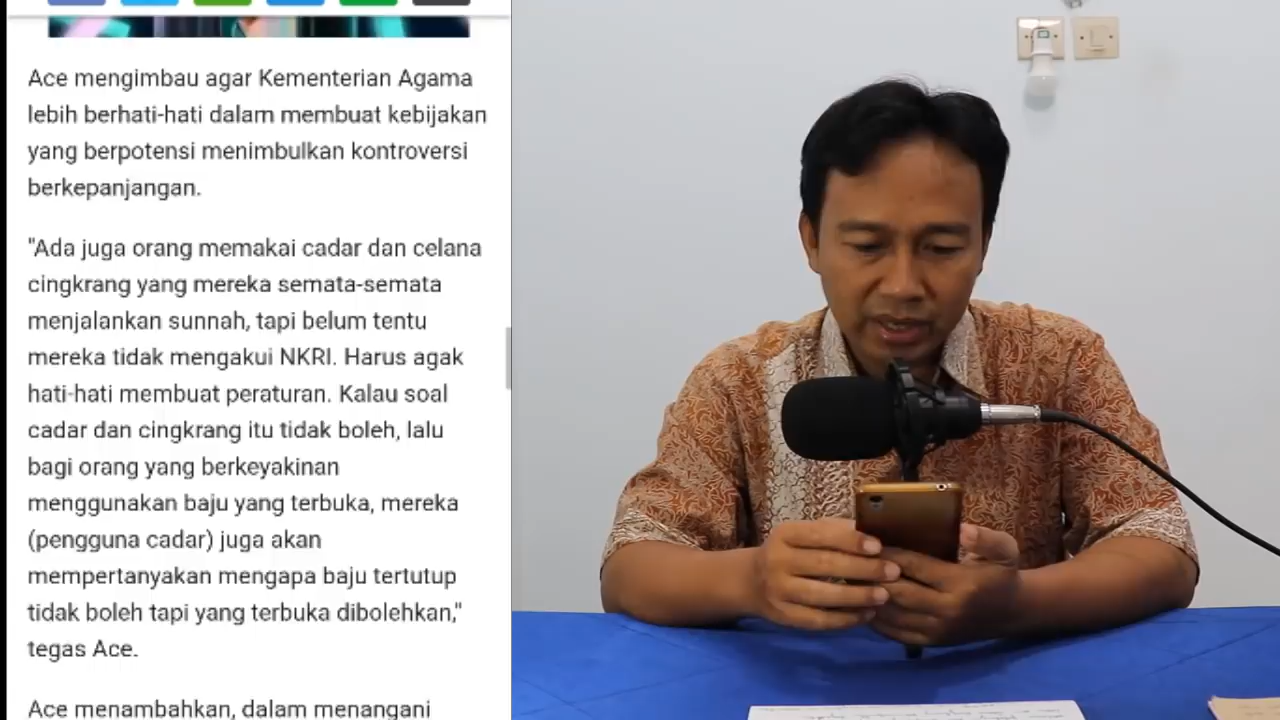 Ace mengimbau agar Kementerian Agama
lebih berhati-hati dalam membuat kebijakan
yang berpotensi menimbulkan kontroversi
berkepanjangan.
"Ada juga orang memakai cadar dan celana
cingkrang yang mereka semata-semata
menjalankan sunnah, tapi belum tentu
mereka tidak mengakui NKRI. Harus agak
hati-hati membuat peraturan. Kalau soal
cadar dan cingkrang itu tidak boleh, lalu
bagi orang yang berkeyakinan
menggunakan baju yang terbuka, mereka
(pengguna cadar) juga akan
mempertanyakan mengapa baju tertutup
tidak boleh tapi yang terbuka dibolehkan,"
tegas Ace.
Ace menambahkan, dalam menangani